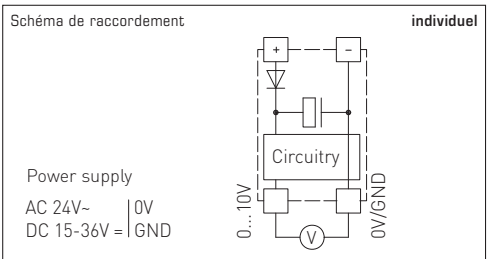 Schéma de raccordement
individuel
+
−
Circuitry
Power supply
AC 24V~ | 0V
DC 15-36V = | GND
0...10V
0V/GND
V